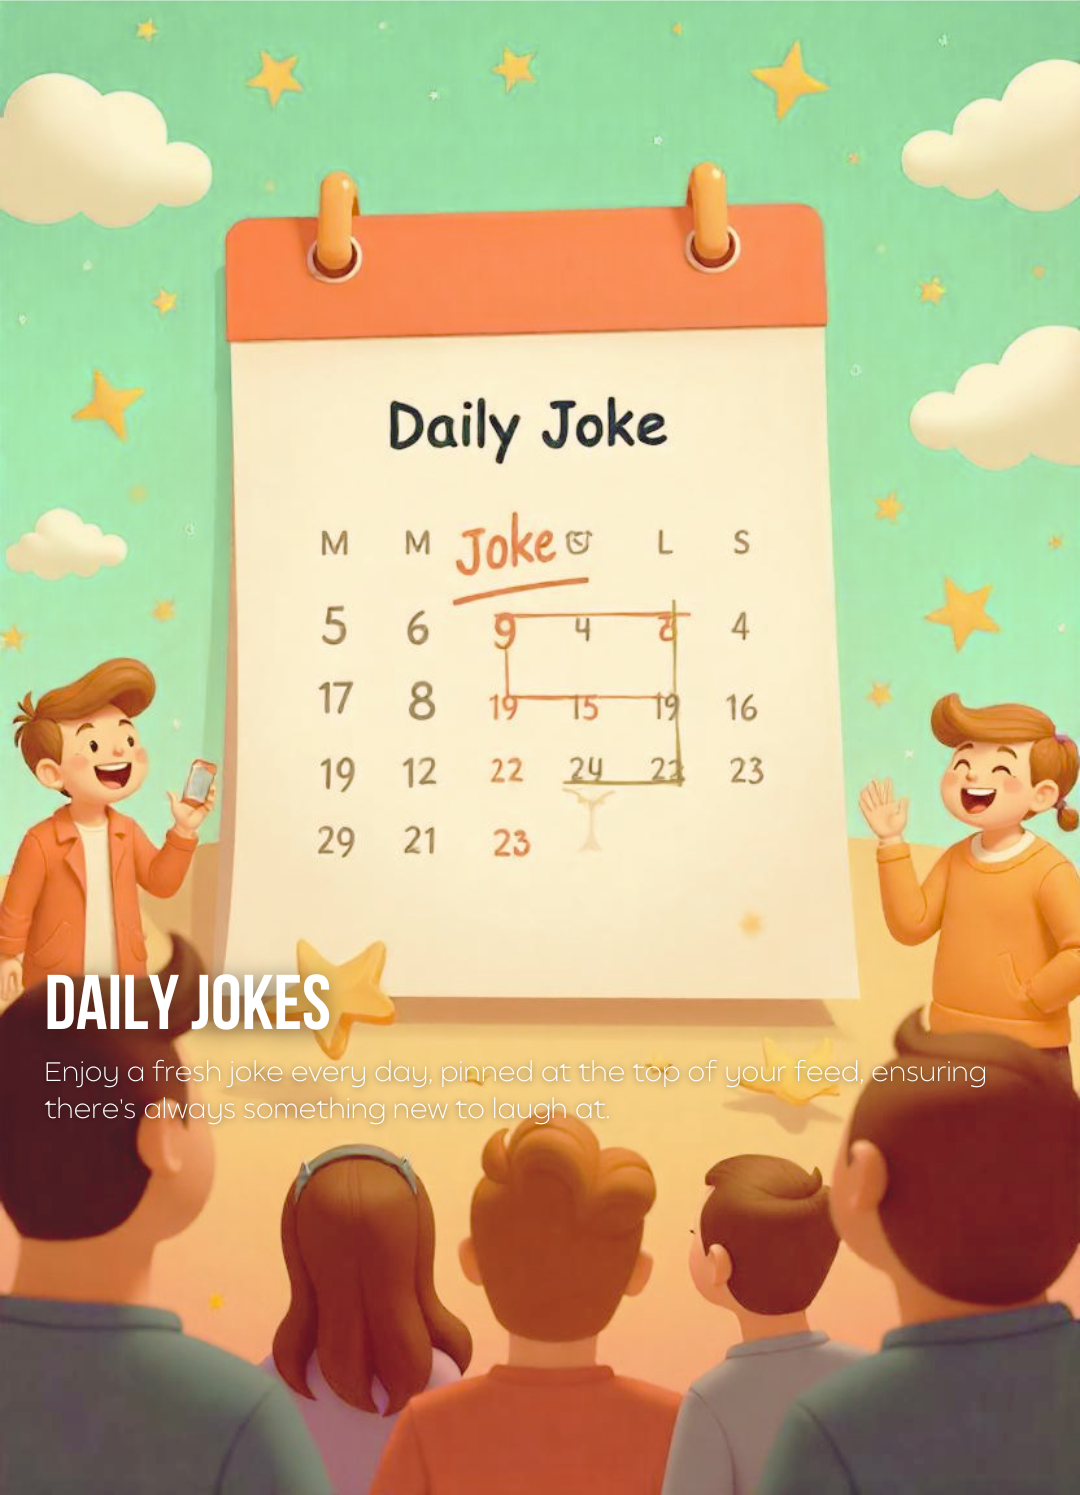 Daily Joke
M M Joke L S
5 6 9 4 4
17 8 19 15 19 16
19 12 22 24 22 23
29 21 23
DAILY JOKES
Enjoy a fresh joke every day, pinned at the top of your feed, ensuring
there's always something new to laugh at.